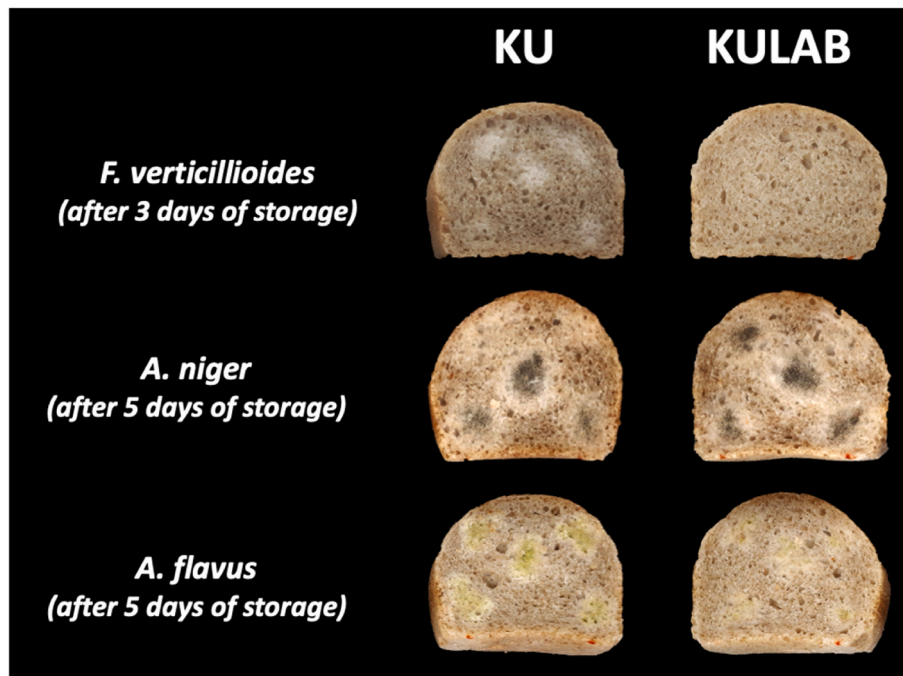 KU KULAB
F. verticillioides
(after 3 days of storage)
A. niger
(after 5 days of storage)
A. flavus
(after 5 days of storage)